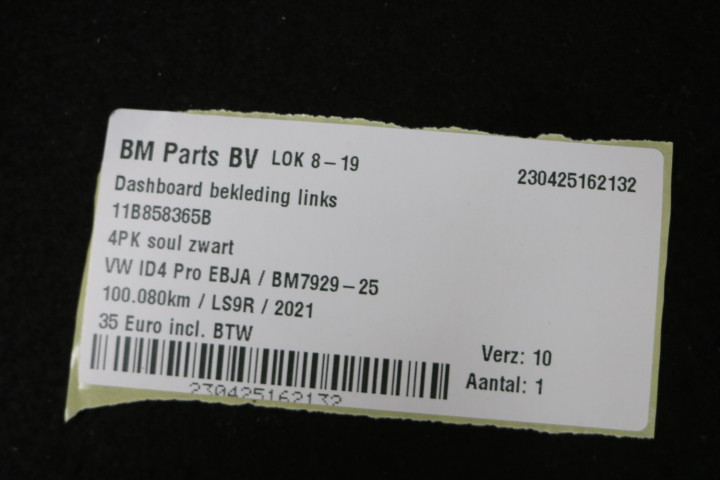 BM Parts BV LOK 8-19
230425162132
Dashboard bekleding links
11B858365B
4PK soul zwart
VW ID4 Pro EBJA / BM7929-25
100.080km / LS9R / 2021
35 Euro incl. BTW
Verz: 10
Aantal: 1
230425162132